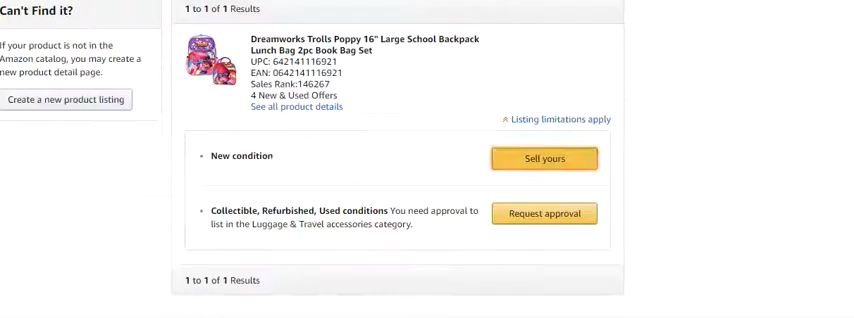 Can't Find it?
If your product is not in the
Amazon catalog, you may create a
new product detail page.
Create a new product listing
1 to 1 of 1 Results
Dreamworks Trolls Poppy 16" Large School Backpack
Lunch Bag 2pc Book Bag Set
UPC: 642141116921
EAN: 0642141116921
Sales Rank:146267
4 New & Used Offers
See all product details
Listing limitations apply
New condition
Sell yours
Collectible, Refurbished, Used conditions You need approval to
list in the Luggage & Travel accessories category.
Request approval
1 to 1 of 1 Results